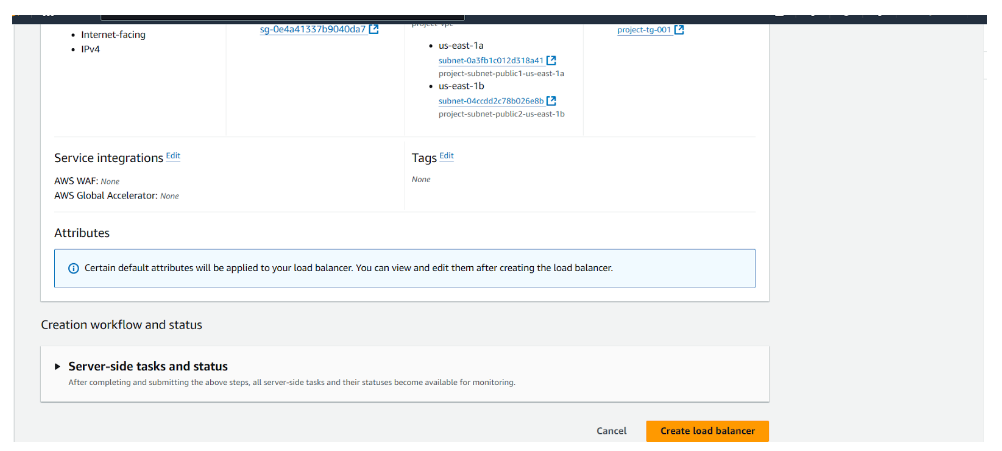 Internet-facing
IPv4
sg-0e4a41337b9040da7
us-east-1a
subnet-0a3fb1c012d318a41
project-subnet-public1-us-east-1a
us-east-1b
subnet-04ccdd2c78b026e8b
project-subnet-public2-us-east-1b
project-tg-001
Service integrations Edit
AWS WAF: None
AWS Global Accelerator: None
Tags Edit
None
Attributes
Certain default attributes will be applied to your load balancer. You can view and edit them after creating the load balancer.
Creation workflow and status
Server-side tasks and status
After completing and submitting the above steps, all server-side tasks and their statuses become available for monitoring.
Cancel
Create load balancer